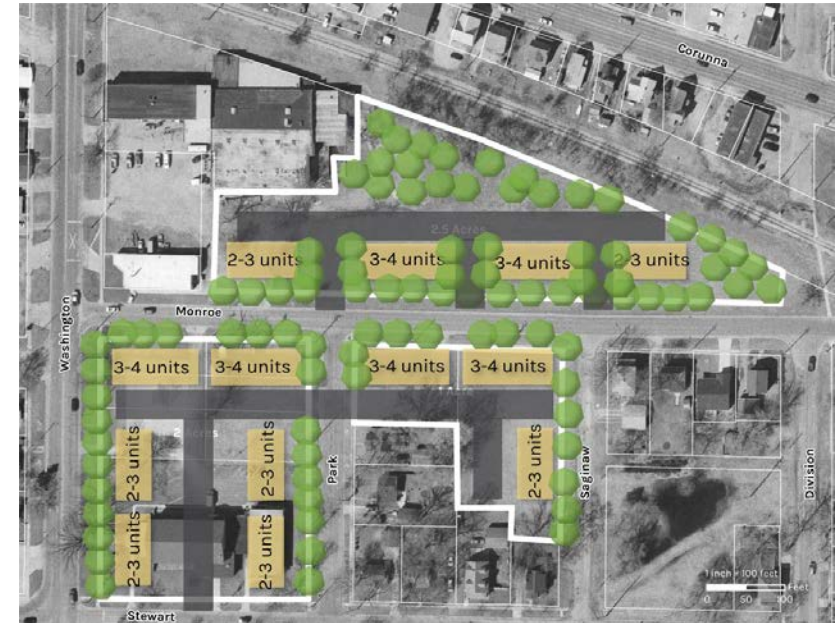 Corunna
2.5 Acres
2-3 units
3-4 units
3-4 units
2-3 units
Monroe
Washington
3-4 units
3-4 units
3-4 units
3-4 units
2 acres
2-3 units
2-3 units
2-3 units
2-3 units
2-3 units
Park
Saginaw
Division
1 inch = 100 feet
Feet
0 50 100
Stewart